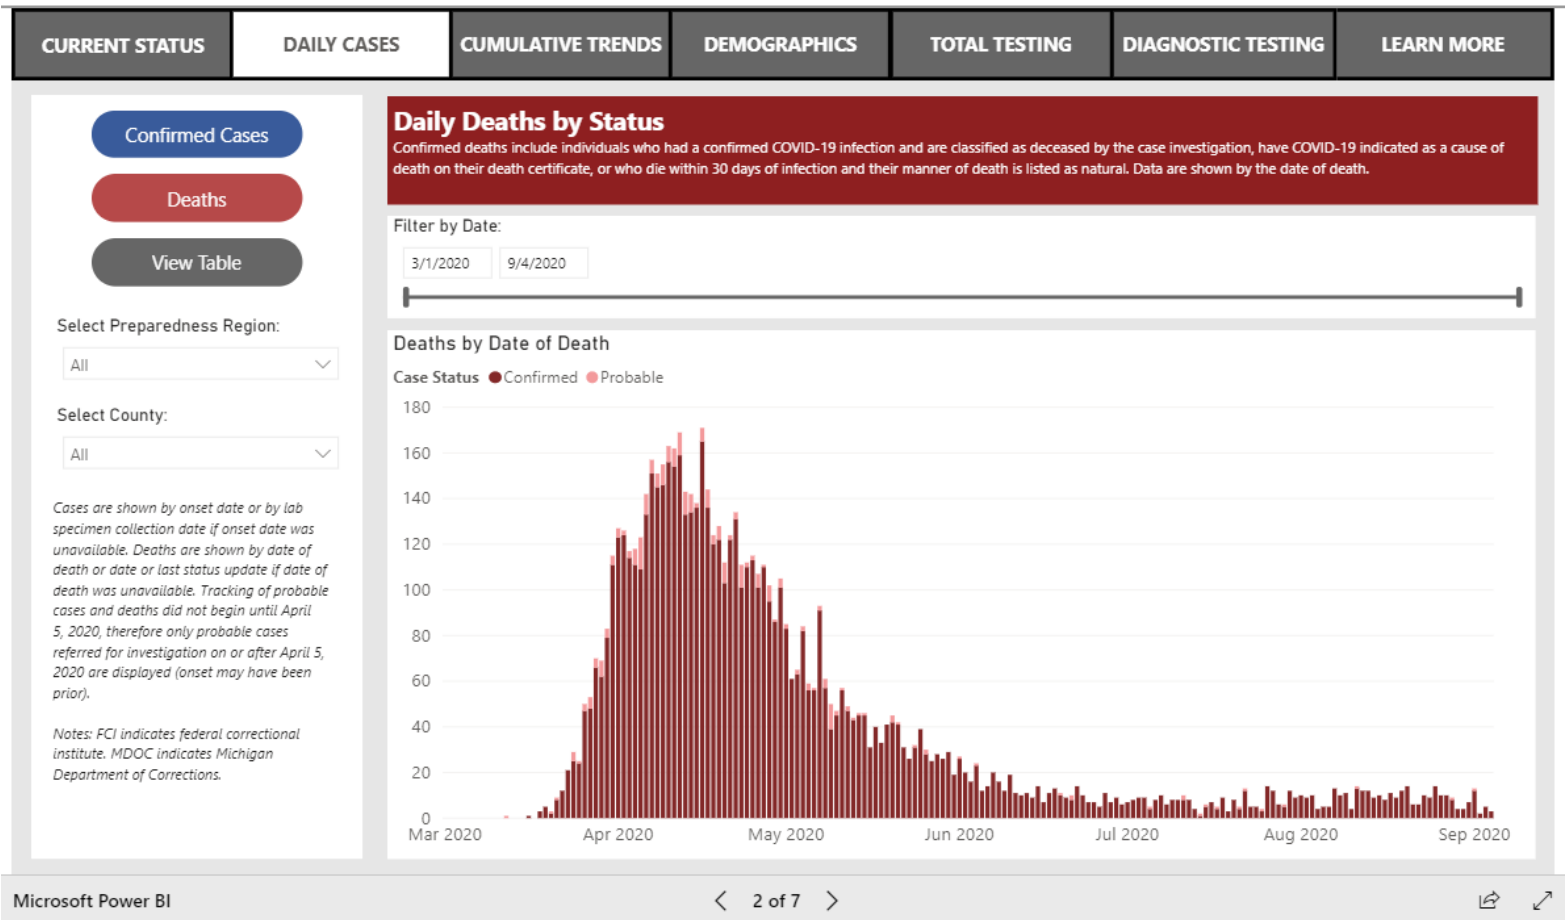 CURRENT STATUS
DAILY CASES
CUMULATIVE TRENDS
DEMOGRAPHICS
TOTAL TESTING
DIAGNOSTIC TESTING
LEARN MORE
Confirmed Cases
Deaths
View Table
Select Preparedness Region:
All
Select County:
All
Cases are shown by onset date or by lab
specimen collection date if onset date was
unavailable. Deaths are shown by date of
death or date or last status update if date of
death was unavailable. Tracking of probable
cases and deaths did not begin until April
5, 2020, therefore only probable cases
referred for investigation on or after April 5,
2020 are displayed (onset may have been
prior).
Notes: FCI indicates federal correctional
institute. MDOC indicates Michigan
Department of Corrections.
Daily Deaths by Status
Confirmed deaths include individuals who had a confirmed COVID-19 infection and are classified as deceased by the case investigation, have COVID-19 indicated as a cause of
death on their death certificate, or who die within 30 days of infection and their manner of death is listed as natural. Data are shown by the date of death.
Filter by Date:
3/1/2020
9/4/2020
Deaths by Date of Death
Case Status Confirmed Probable
180
160
140
120
100
80
60
40
20
0
Mar 2020
Apr 2020
May 2020
Jun 2020
Jul 2020
Aug 2020
Sep 2020
Microsoft Power BI
2 of 7